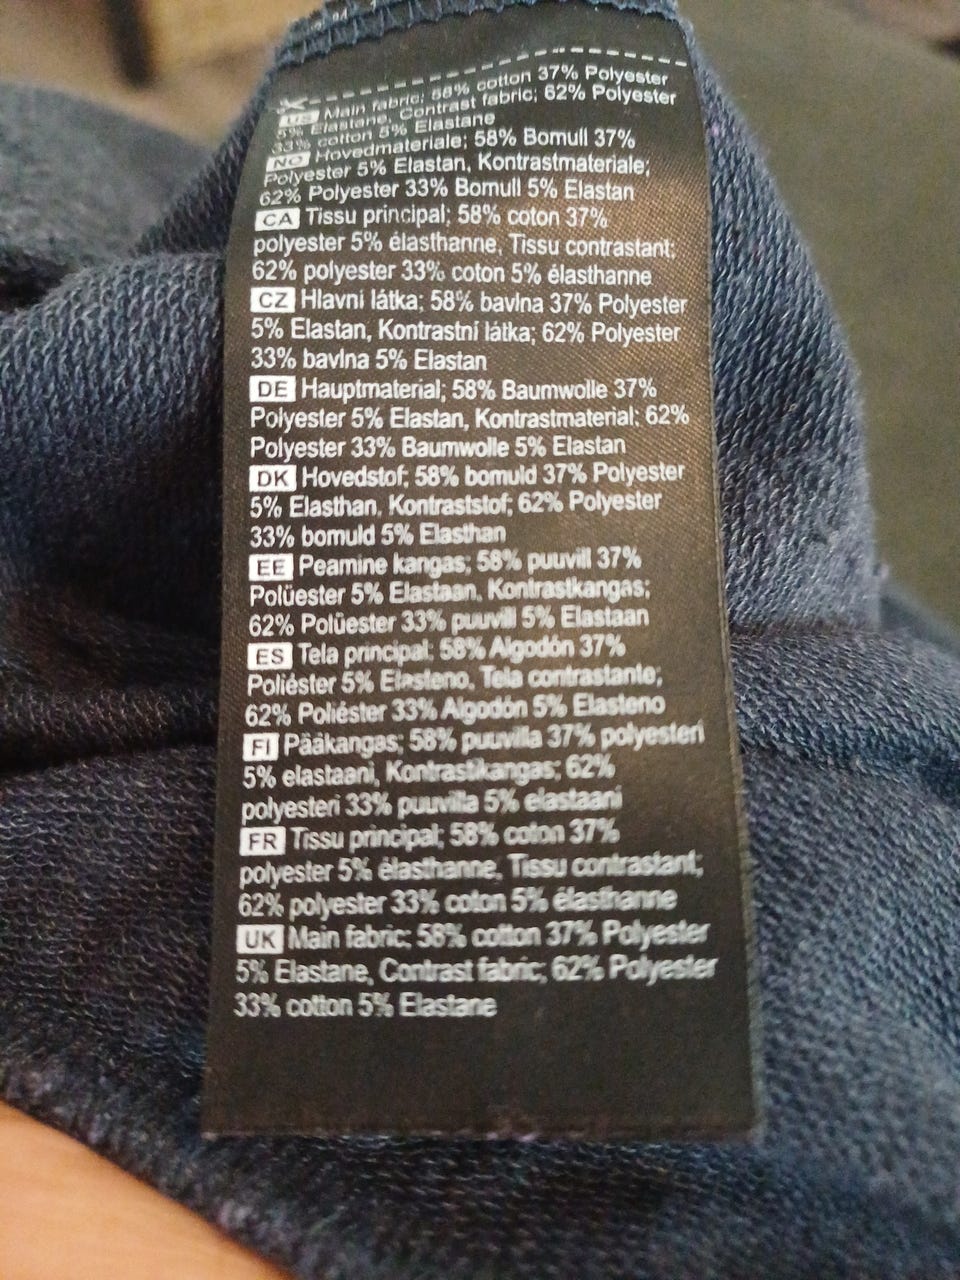 US Main fabric; 58% cotton 37% Polyester
5% Elastane, Contrast fabric; 62% Polyester
33% cotton 5% Elastane
NO Hovedmateriale; 58% Bomull 37%
Polyester 5% Elastan, Kontrastmateriale;
62% Polyester 33% Bomull 5% Elastan
CA Tissu principal; 58% coton 37%
polyester 5% élasthanne, Tissu contrastant;
62% polyester 33% coton 5% élasthanne
CZ Hlavní látka; 58% bavlna 37% Polyester
5% Elastan, Kontrastní látka; 62% Polyester
33% bavlna 5% Elastan
DE Hauptmaterial; 58% Baumwolle 37%
Polyester 5% Elastan, Kontrastmaterial; 62%
Polyester 33% Baumwolle 5% Elastan
DK Hovedstof; 58% bomuld 37% Polyester
5% Elasthan, Kontraststof; 62% Polyester
33% bomuld 5% Elasthan
EE Peamine kangas; 58% puuvill 37%
Polüester 5% Elastaan, Kontrastkangas;
62% Polüester 33% puuvill 5% Elastaan
ES Tela principal; 58% Algodón 37%
Poliéster 5% Elasteno, Tela contrastante;
62% Poliéster 33% Algodón 5% Elasteno
FI Pääkangas; 58% puuvilla 37% polyesteri
5% elastaani, Kontrastikangas; 62%
polyesteri 33% puuvilla 5% elastaani
FR Tissu principal; 58% coton 37%
polyester 5% élasthanne, Tissu contrastant;
62% polyester 33% coton 5% élasthanne
UK Main fabric; 58% cotton 37% Polyester
5% Elastane, Contrast fabric; 62% Polyester
33% cotton 5% Elastane